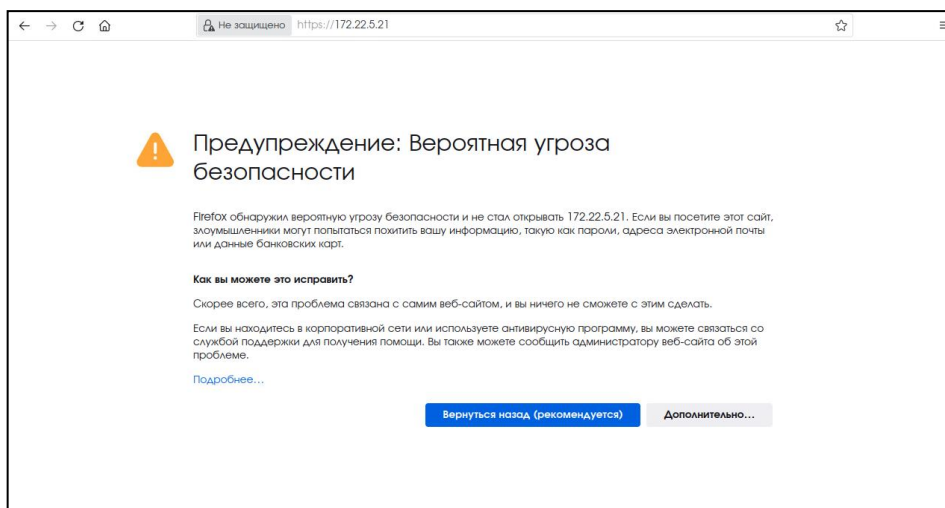 Не защищено https://172.22.5.21
Предупреждение: Вероятная угроза
безопасности
Firefox обнаружил вероятную угрозу безопасности и не стал открывать 172.22.5.21. Если вы посетите этот сайт,
злоумышленники могут попытаться похитить вашу информацию, такую как пароли, адреса электронной почты
или данные банковских карт.
Как вы можете это исправить?
Скорее всего, эта проблема связана с самим веб-сайтом, и вы ничего не сможете с этим сделать.
Если вы находитесь в корпоративной сети или используете антивирусную программу, вы можете связаться со
службой поддержки для получения помощи. Вы также можете сообщить администратору веб-сайта об этой
проблеме.
Подробнее...
Вернуться назад (рекомендуется) Дополнительно...